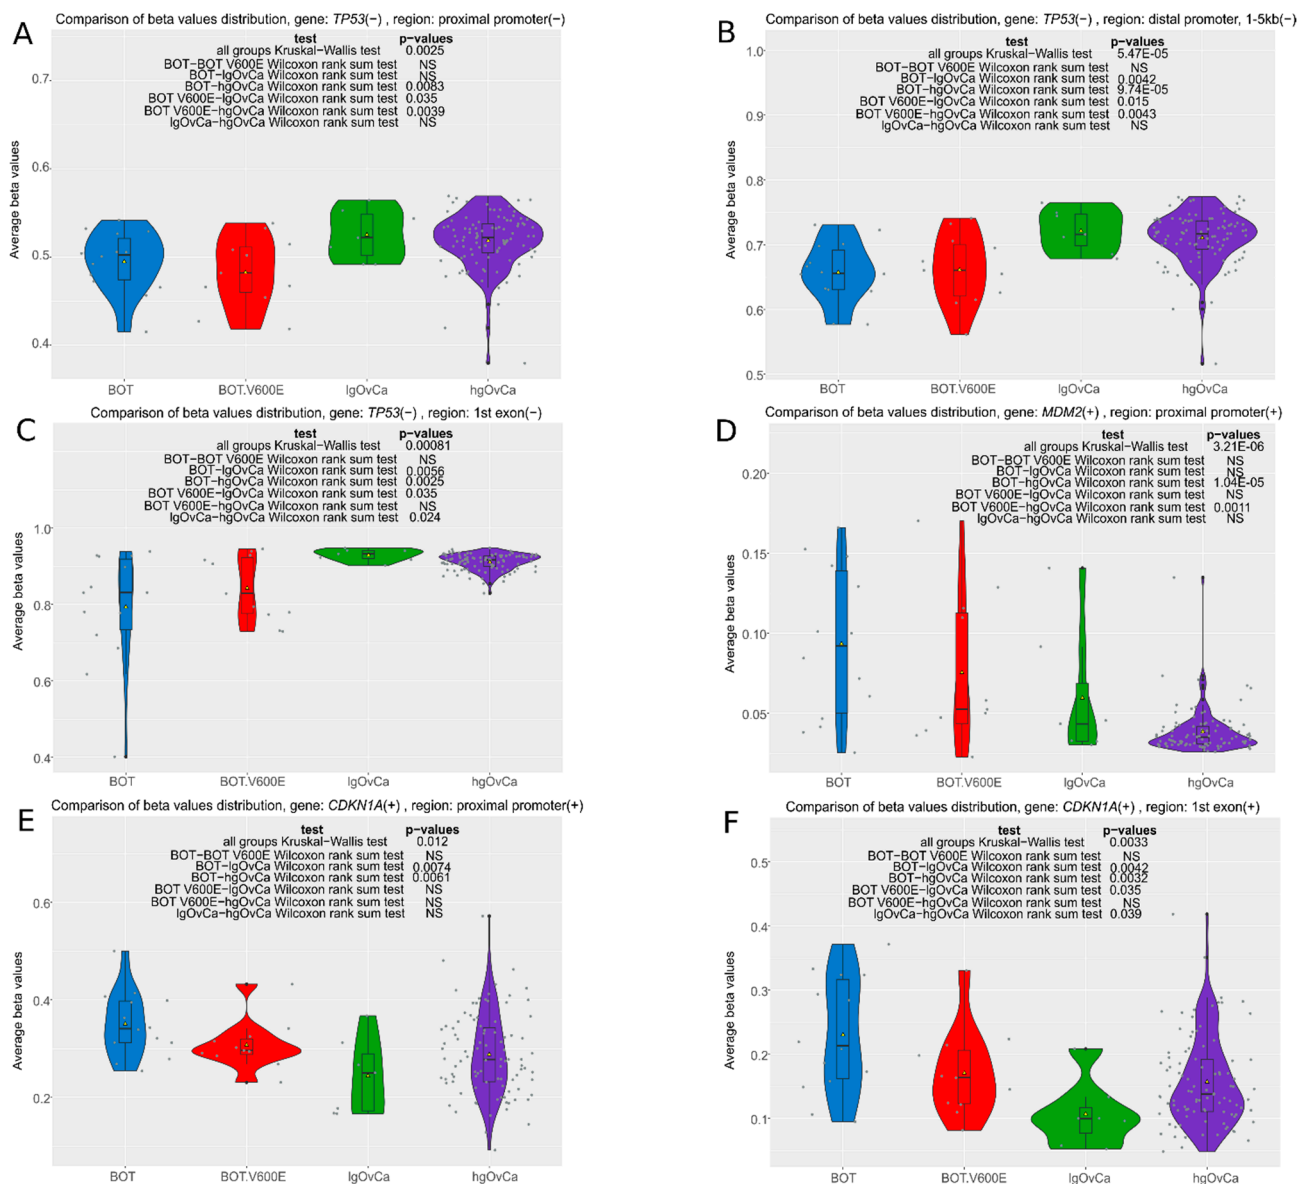 A
Comparison of beta values distribution, gene: TP53(−) , region: proximal promoter(−)
test p-values
all groups Kruskal−Wallis test 0.0025
BOT−BOT V600E Wilcoxon rank sum test NS
BOT−lgOvCa Wilcoxon rank sum test NS
BOT−hgOvCa Wilcoxon rank sum test 0.0083
BOT V600E−lgOvCa Wilcoxon rank sum test 0.035
BOT V600E−hgOvCa Wilcoxon rank sum test 0.0039
lgOvCa−hgOvCa Wilcoxon rank sum test NS
Average beta values
0.7
0.6
0.5
0.4
BOT BOT.V600E lgOvCa hgOvCa
B
Comparison of beta values distribution, gene: TP53(−) , region: distal promoter, 1-5kb(−)
test p-values
all groups Kruskal−Wallis test 5.47E-05
BOT−BOT V600E Wilcoxon rank sum test NS
BOT−lgOvCa Wilcoxon rank sum test 0.0042
BOT−hgOvCa Wilcoxon rank sum test 9.74E-05
BOT V600E−lgOvCa Wilcoxon rank sum test 0.015
BOT V600E−hgOvCa Wilcoxon rank sum test 0.0043
lgOvCa−hgOvCa Wilcoxon rank sum test NS
Average beta values
1.0
0.9
0.8
0.7
0.6
0.5
BOT BOT.V600E lgOvCa hgOvCa
C
Comparison of beta values distribution, gene: TP53(−) , region: 1st exon(−)
test p-values
all groups Kruskal−Wallis test 0.00081
BOT−BOT V600E Wilcoxon rank sum test NS
BOT−lgOvCa Wilcoxon rank sum test 0.0056
BOT−hgOvCa Wilcoxon rank sum test 0.0025
BOT V600E−lgOvCa Wilcoxon rank sum test 0.035
BOT V600E−hgOvCa Wilcoxon rank sum test NS
lgOvCa−hgOvCa Wilcoxon rank sum test 0.024
Average beta values
1.0
0.8
0.6
0.4
BOT BOT.V600E lgOvCa hgOvCa
D
Comparison of beta values distribution, gene: MDM2(+) , region: proximal promoter(+)
test p-values
all groups Kruskal−Wallis test 3.21E-06
BOT−BOT V600E Wilcoxon rank sum test NS
BOT−lgOvCa Wilcoxon rank sum test NS
BOT−hgOvCa Wilcoxon rank sum test 1.04E-05
BOT V600E−lgOvCa Wilcoxon rank sum test NS
BOT V600E−hgOvCa Wilcoxon rank sum test 0.0011
lgOvCa−hgOvCa Wilcoxon rank sum test NS
Average beta values
0.20
0.15
0.10
0.05
BOT BOT.V600E lgOvCa hgOvCa
E
Comparison of beta values distribution, gene: CDKN1A(+) , region: proximal promoter(+)
test p-values
all groups Kruskal−Wallis test 0.012
BOT−BOT V600E Wilcoxon rank sum test NS
BOT−lgOvCa Wilcoxon rank sum test 0.0074
BOT−hgOvCa Wilcoxon rank sum test 0.0061
BOT V600E−lgOvCa Wilcoxon rank sum test NS
BOT V600E−hgOvCa Wilcoxon rank sum test NS
lgOvCa−hgOvCa Wilcoxon rank sum test NS
Average beta values
0.6
0.4
0.2
BOT BOT.V600E lgOvCa hgOvCa
F
Comparison of beta values distribution, gene: CDKN1A(+) , region: 1st exon(+)
test p-values
all groups Kruskal−Wallis test 0.0033
BOT−BOT V600E Wilcoxon rank sum test NS
BOT−lgOvCa Wilcoxon rank sum test 0.0042
BOT−hgOvCa Wilcoxon rank sum test 0.0032
BOT V600E−lgOvCa Wilcoxon rank sum test 0.035
BOT V600E−hgOvCa Wilcoxon rank sum test NS
lgOvCa−hgOvCa Wilcoxon rank sum test 0.039
Average beta values
0.5
0.4
0.3
0.2
0.1
BOT BOT.V600E lgOvCa hgOvCa